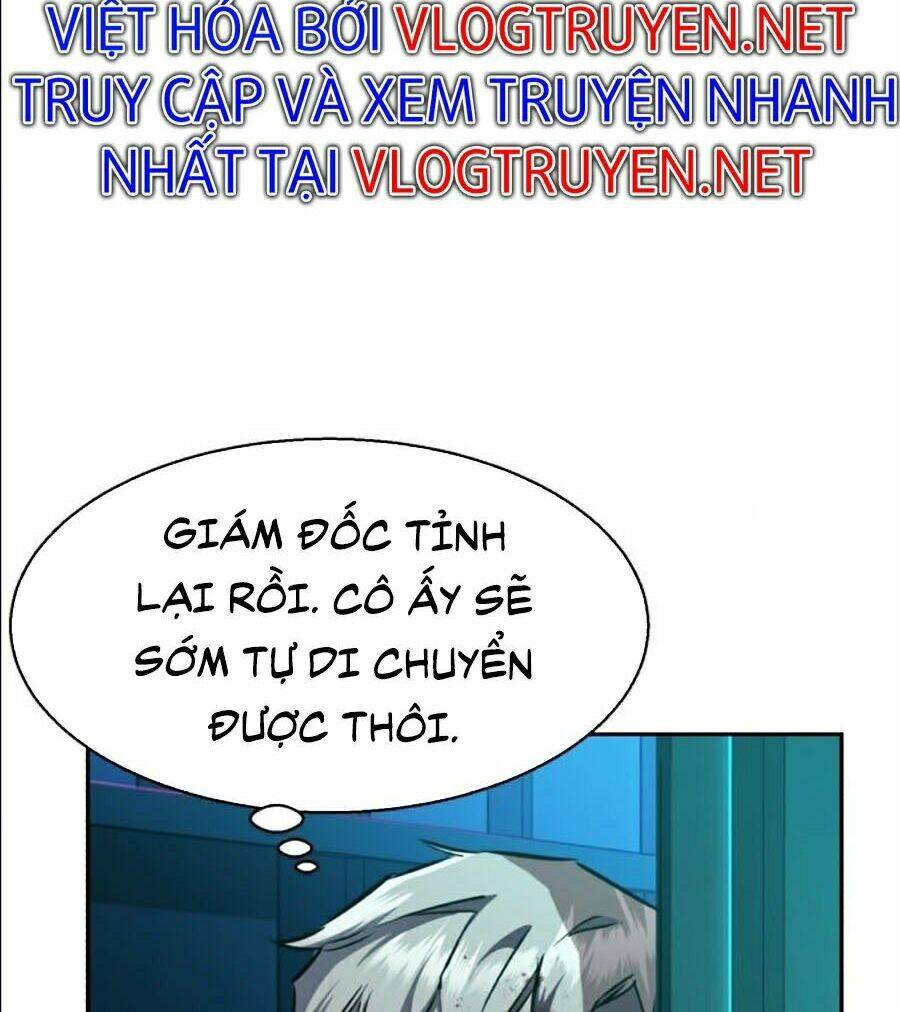 VIỆT HÓA BỞI VLOGTRUYEN.NET
TRUY CẬP VÀ XEM TRUYỆN NHANH
NHẤT TẠI VLOGTRUYEN.NET
GIÁM ĐỐC TỈNH
LẠI RỒI. CÔ ẤY SẼ
SỚM TỰ DI CHUYỂN
ĐƯỢC THÔI.